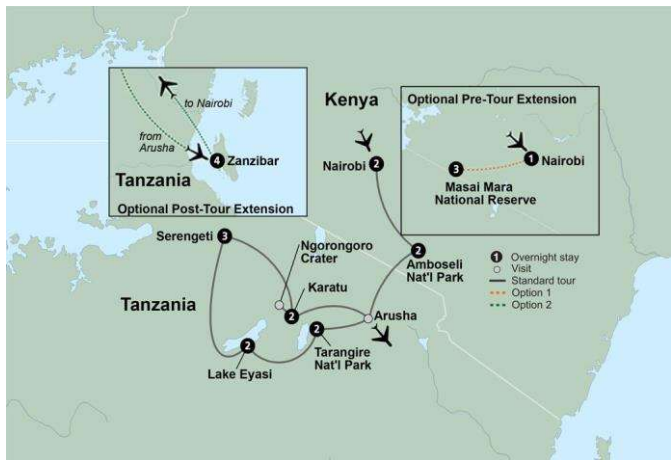 to Nairobi
from
Arusha
4 Zanzibar
Tanzania
Optional Post-Tour Extension
Kenya
2
Nairobi
Optional Pre-Tour Extension
1 Nairobi
3
Masai Mara
National Reserve
Serengeti 3
Ngorongoro
Crater
2
Amboseli
Nat'l Park
1 Overnight stay
Visit
Standard tour
Option 1
Option 2
Tanzania
Karatu
2
Arusha
2
Tarangire
Nat'l Park
2
Lake Eyasi